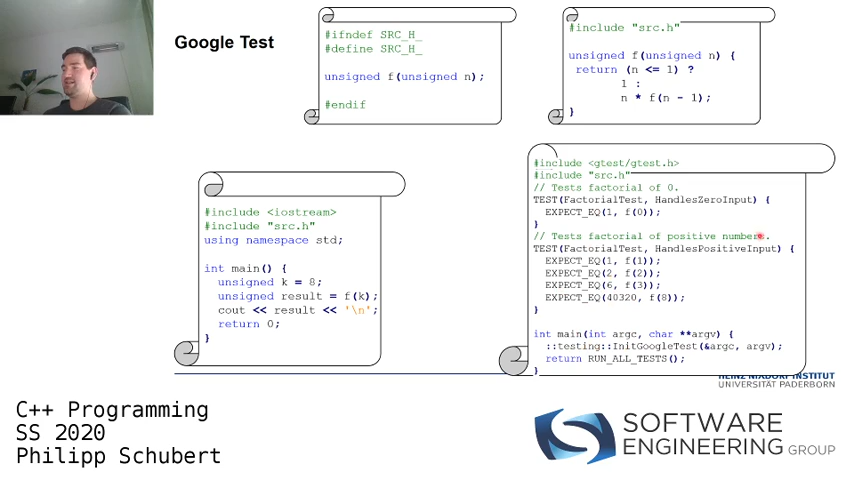 Google Test
#ifndef SRC_H_
#define SRC_H_
unsigned f(unsigned n);
#endif
#include "src.h"
unsigned f(unsigned n) {
return (n <= 1) ?
1 :
n * f(n - 1);
}
#include <iostream>
#include "src.h"
using namespace std;
int main() {
unsigned k = 8;
unsigned result = f(k);
cout << result << '\n';
return 0;
}
#include <gtest/gtest.h>
#include "src.h"
// Tests factorial of 0.
TEST(FactorialTest, HandlesZeroInput) {
EXPECT_EQ(1, f(0));
}
// Tests factorial of positive numbers.
TEST(FactorialTest, HandlesPositiveInput) {
EXPECT_EQ(1, f(1));
EXPECT_EQ(2, f(2));
EXPECT_EQ(6, f(3));
EXPECT_EQ(40320, f(8));
}
int main(int argc, char **argv) {
::testing::InitGoogleTest(&argc, argv);
return RUN_ALL_TESTS();
}
HEINZ NIXDORF INSTITUT
UNIVERSITÄT PADERBORN
C++ Programming
SS 2020
Philipp Schubert
SOFTWARE
ENGINEERING GROUP